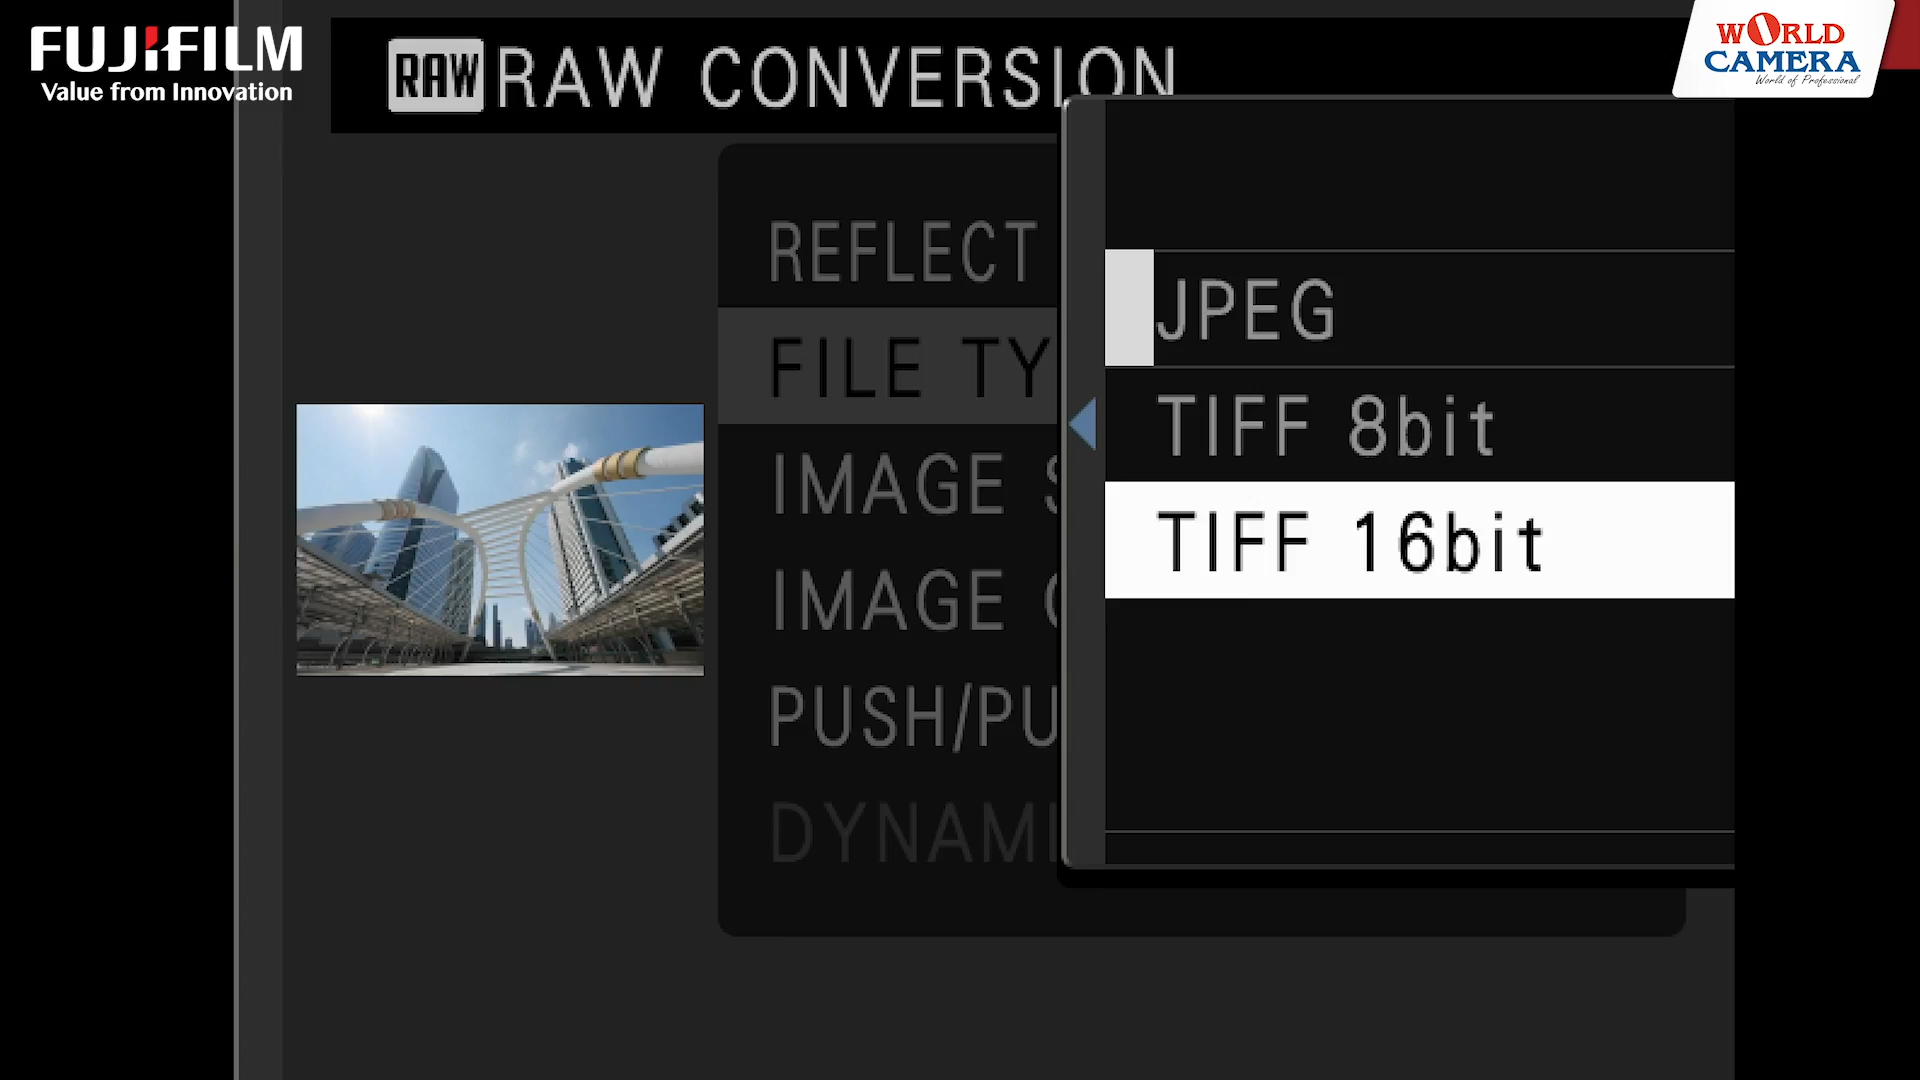 FUJIFILM
Value from Innovation
WORLD
CAMERA
World of Professional
RAW RAW CONVERSION
REFLECT
FILE TY
IMAGE
IMAGE
PUSH/PU
DYNAMI
JPEG
TIFF 8bit
TIFF 16bit